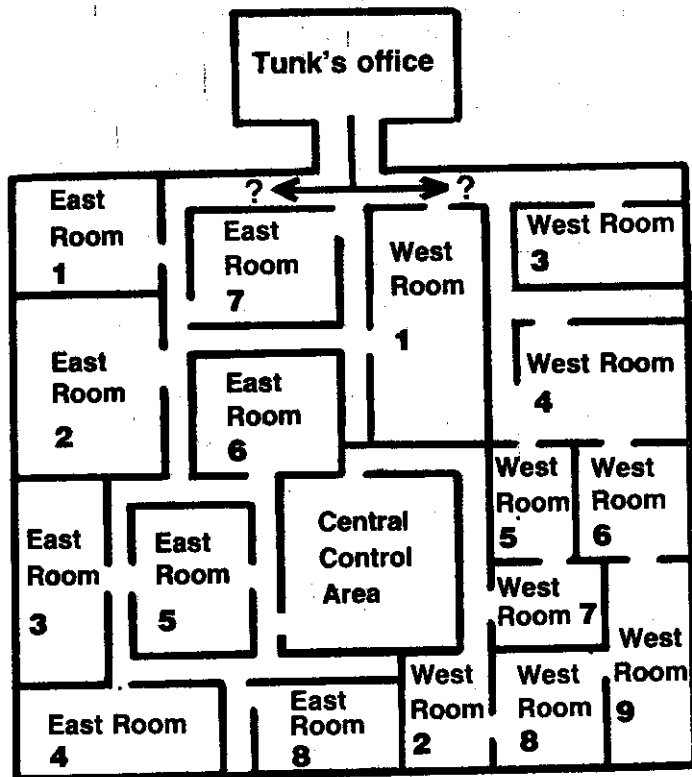 Tunk's office
? ?
East
Room
1
East
Room
7
West
Room
1
West Room
3
East
Room
2
East
Room
6
West Room
4
West
Room
5
West
Room
6
East
Room
3
East
Room
5
Central
Control
Area
West
Room 7
West
Room
9
East Room
4
East
Room
8
West
Room
2
West
Room
8